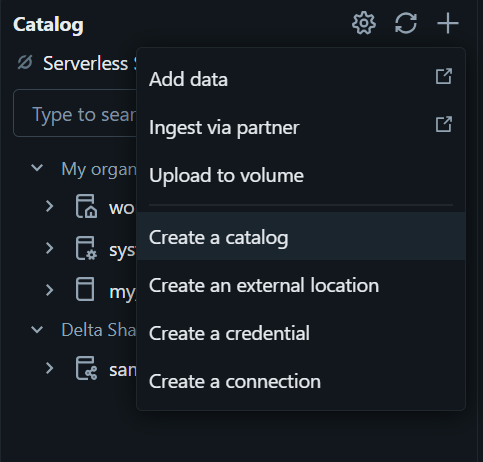 Catalog
Serverless
Add data
Type to sear
Ingest via partner
My organ
Upload to volume
wo
Create a catalog
sys
Create an external location
my
Delta Sha
Create a credential
sam
Create a connection